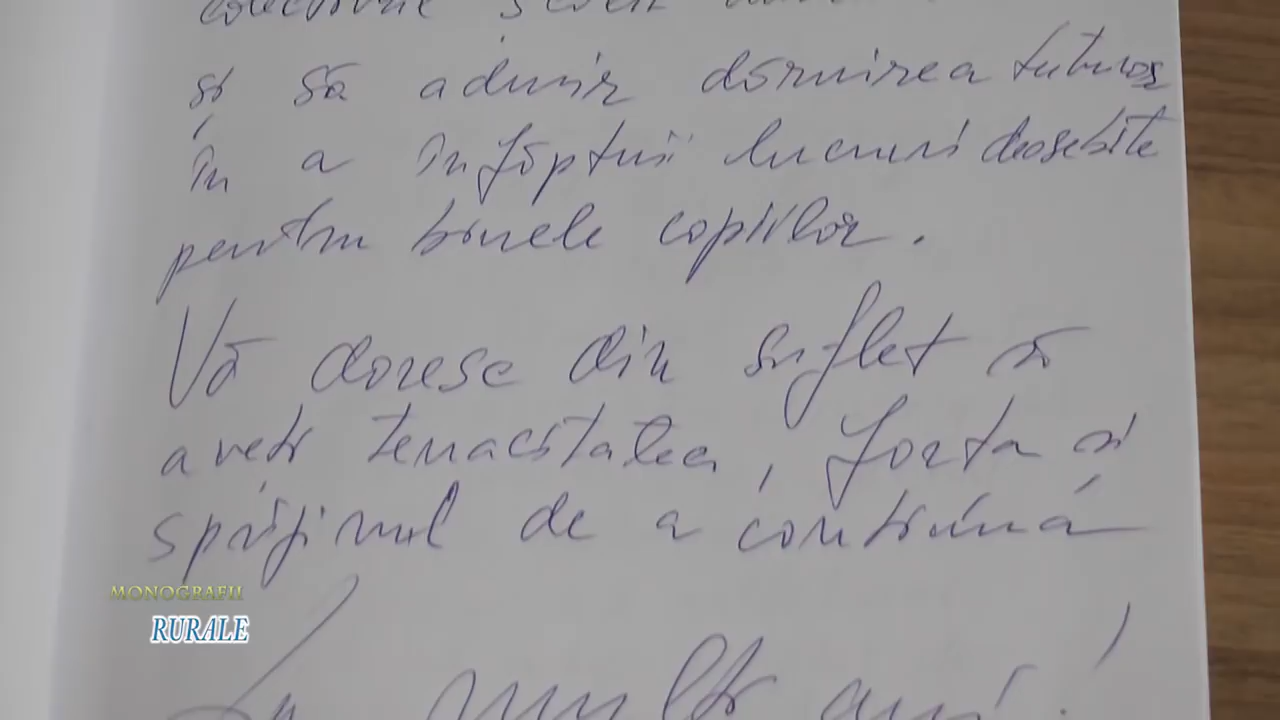 și să admir dăruirea tuturor
în a înfăptui lucruri deosebite
pentru binele copiilor.
Vă doresc din suflet să
aveți tenacitatea, forța și
sprijinul de a continuă
MONOGRAFII
RURALE
La mulți ani!